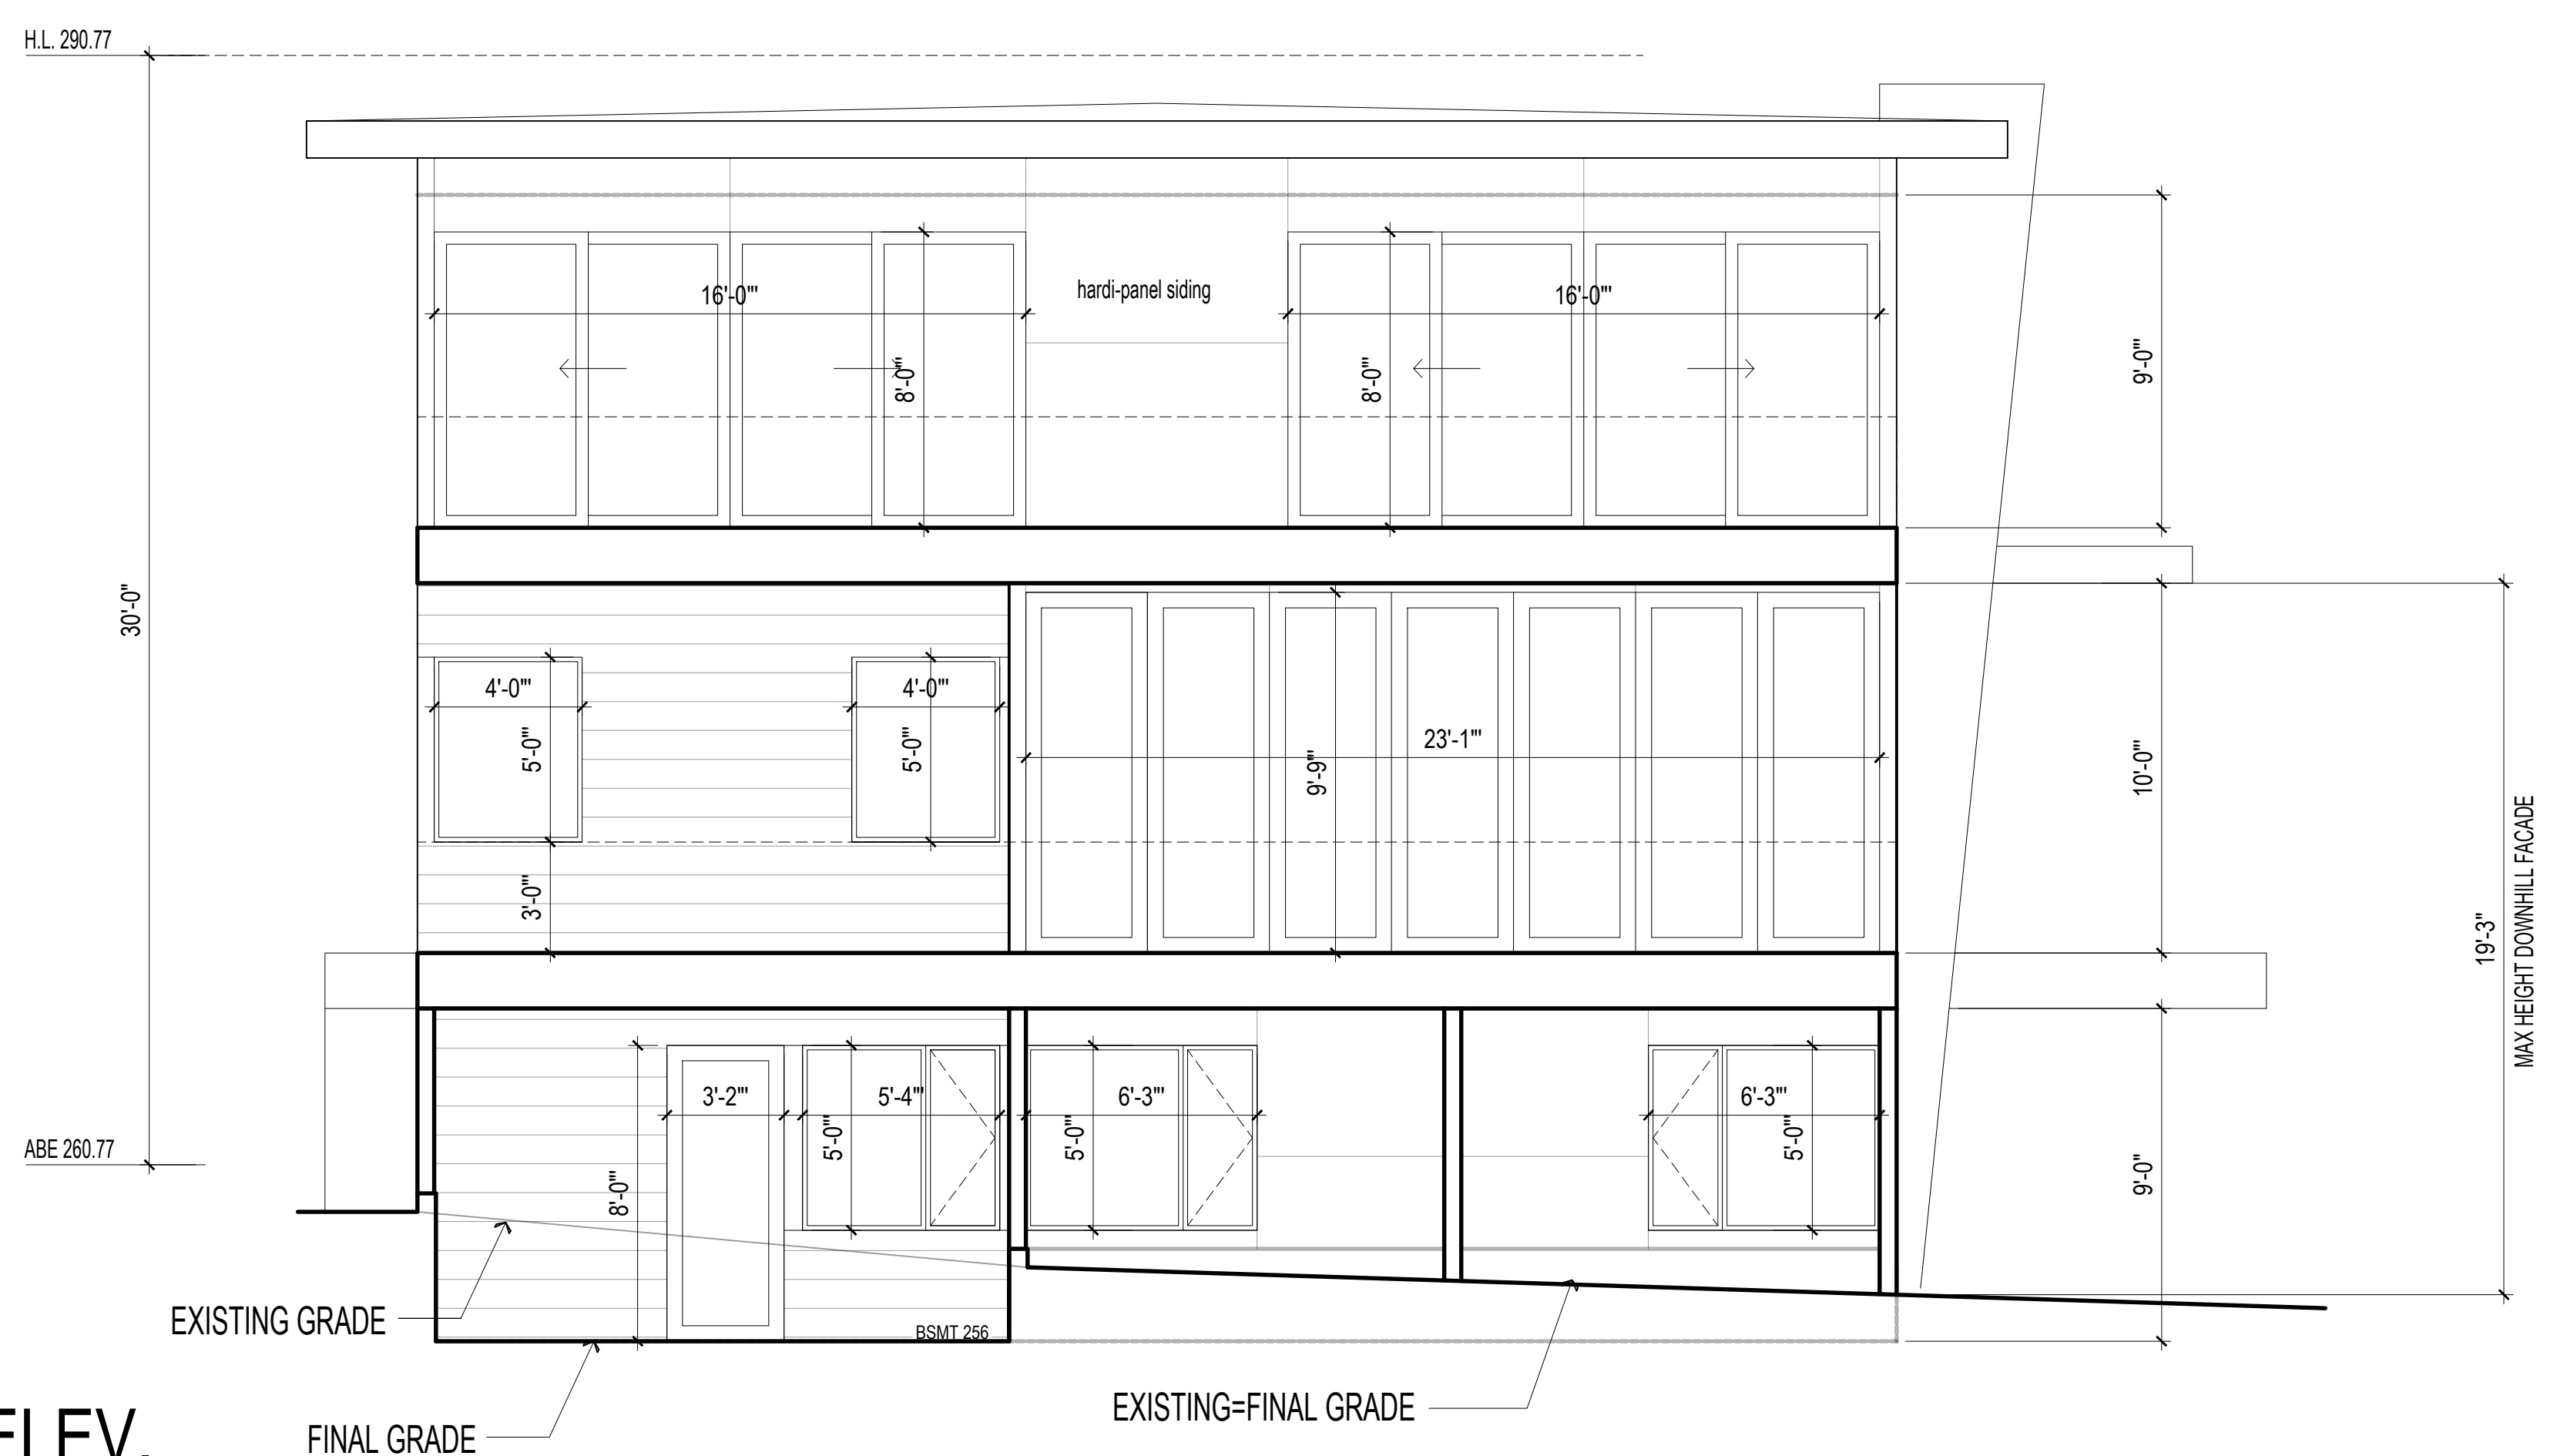 H.L. 290.77
hardi-panel siding
16'-0'"
16'-0'"
8'-0'"
8'-0'"
9'-0'"
30'-0"
4'-0'"
4'-0'"
5'-0'"
5'-0'"
23'-1'"
9'-9'"
10'-0'"
3'-0'"
19'-3"
MAX HEIGHT DOWNHILL FACADE
3'-2'"
5'-4'"
6'-3'"
6'-3'"
5'-0'"
5'-0'"
5'-0'"
ABE 260.77
8'-0'"
9'-0"
EXISTING GRADE
BSMT 256
EXISTING=FINAL GRADE
ELEV.
FINAL GRADE